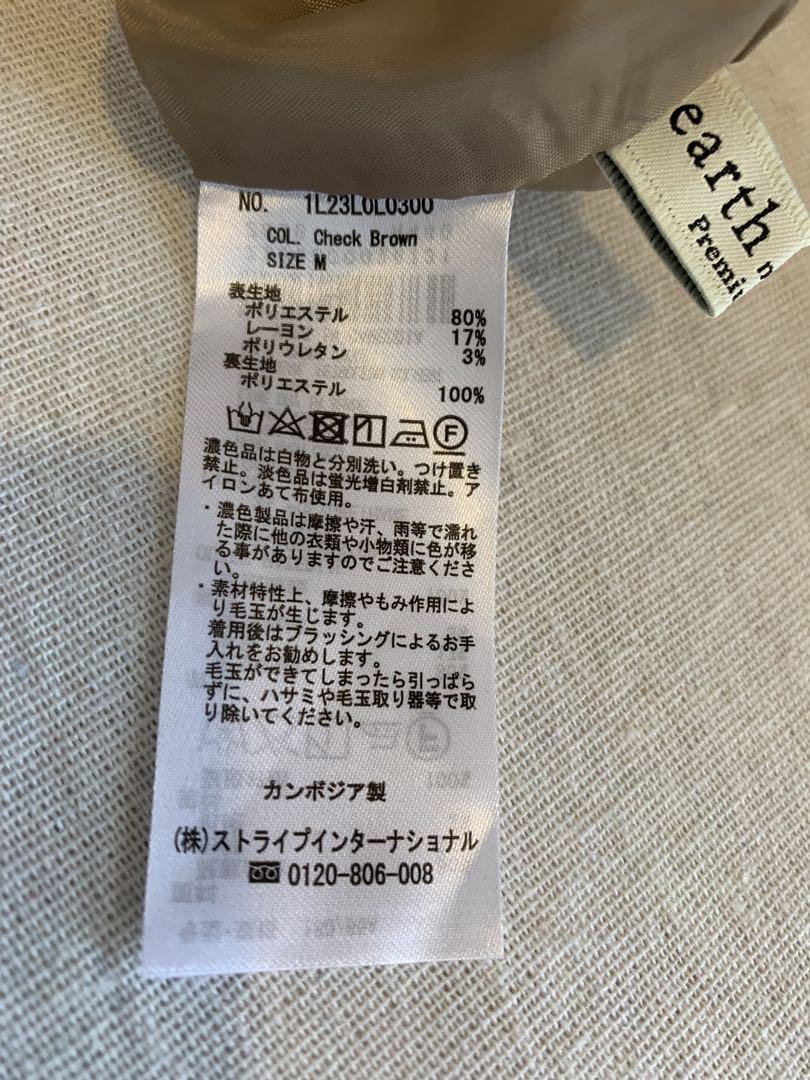 NO. 1L23L0L0300
COL. Check Brown
SIZE M
表生地
ポリエステル 80%
レーヨン 17%
ポリウレタン 3%
裏生地
ポリエステル 100%
F
濃色品は白物と分別洗い。つけ置き
禁止。淡色品は蛍光増白剤禁止。ア
イロンあて布使用。
・濃色製品は摩擦や汗、雨等で濡れ
た際に他の衣類や小物類に色が移
る事がありますのでご注意くださ
い。
・素材特性上、摩擦やもみ作用によ
り毛玉が生じます。
着用後はブラッシングによるお手
入れをお勧めします。
毛玉ができてしまったら引っぱら
ずに、ハサミや毛玉取り器等で取
り除いてください。
カンボジア製
(株)ストライプインターナショナル
0120-806-008
earth